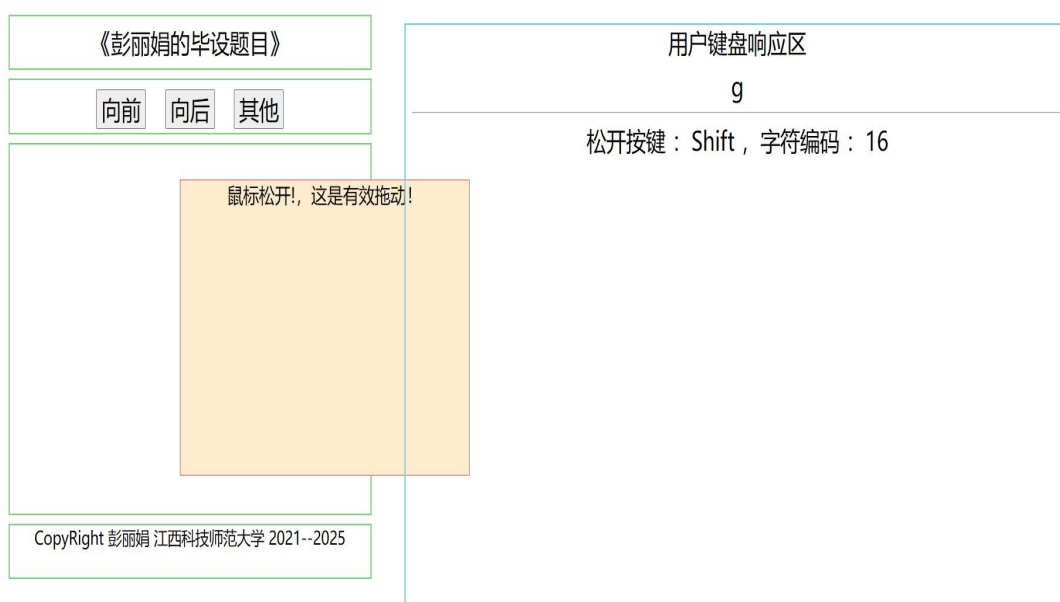 《彭丽娟的毕设题目》
向前 向后 其他
鼠标松开!，这是有效拖动！
CopyRight 彭丽娟 江西科技师范大学 2021--2025
用户键盘响应区
g
松开按键 ：Shift ，字符编码 ：16